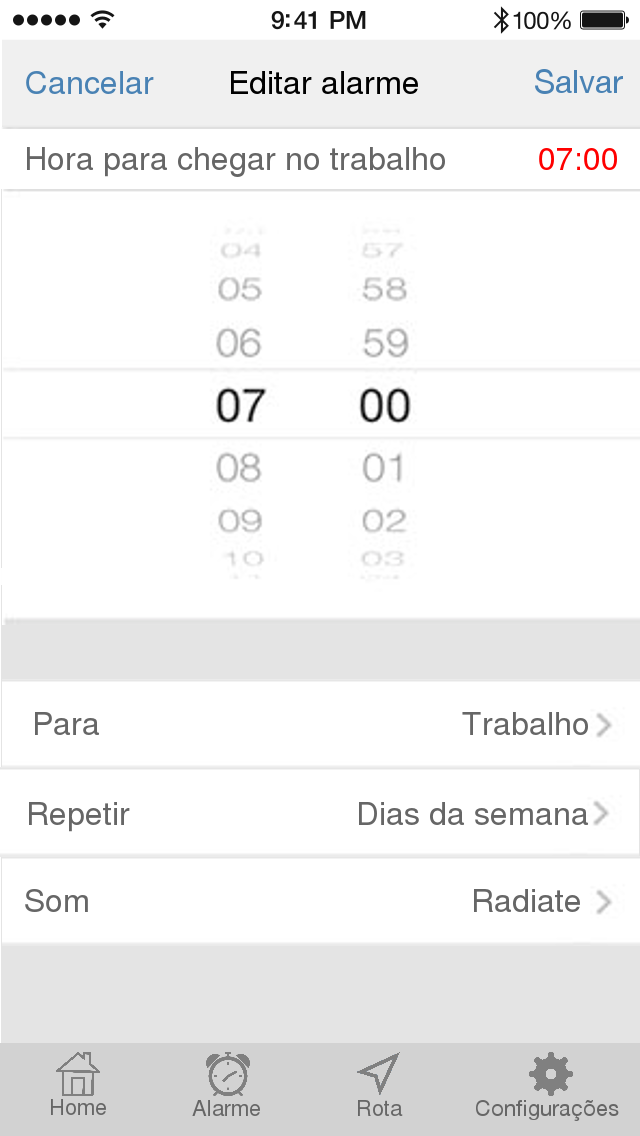 9:41 PM 100%
Cancelar Editar alarme Salvar
Hora para chegar no trabalho 07:00
04 57
05 58
06 59
07 00
08 01
09 02
10 03
Para Trabalho
Repetir Dias da semana
Som Radiate
Home Alarme Rota Configurações